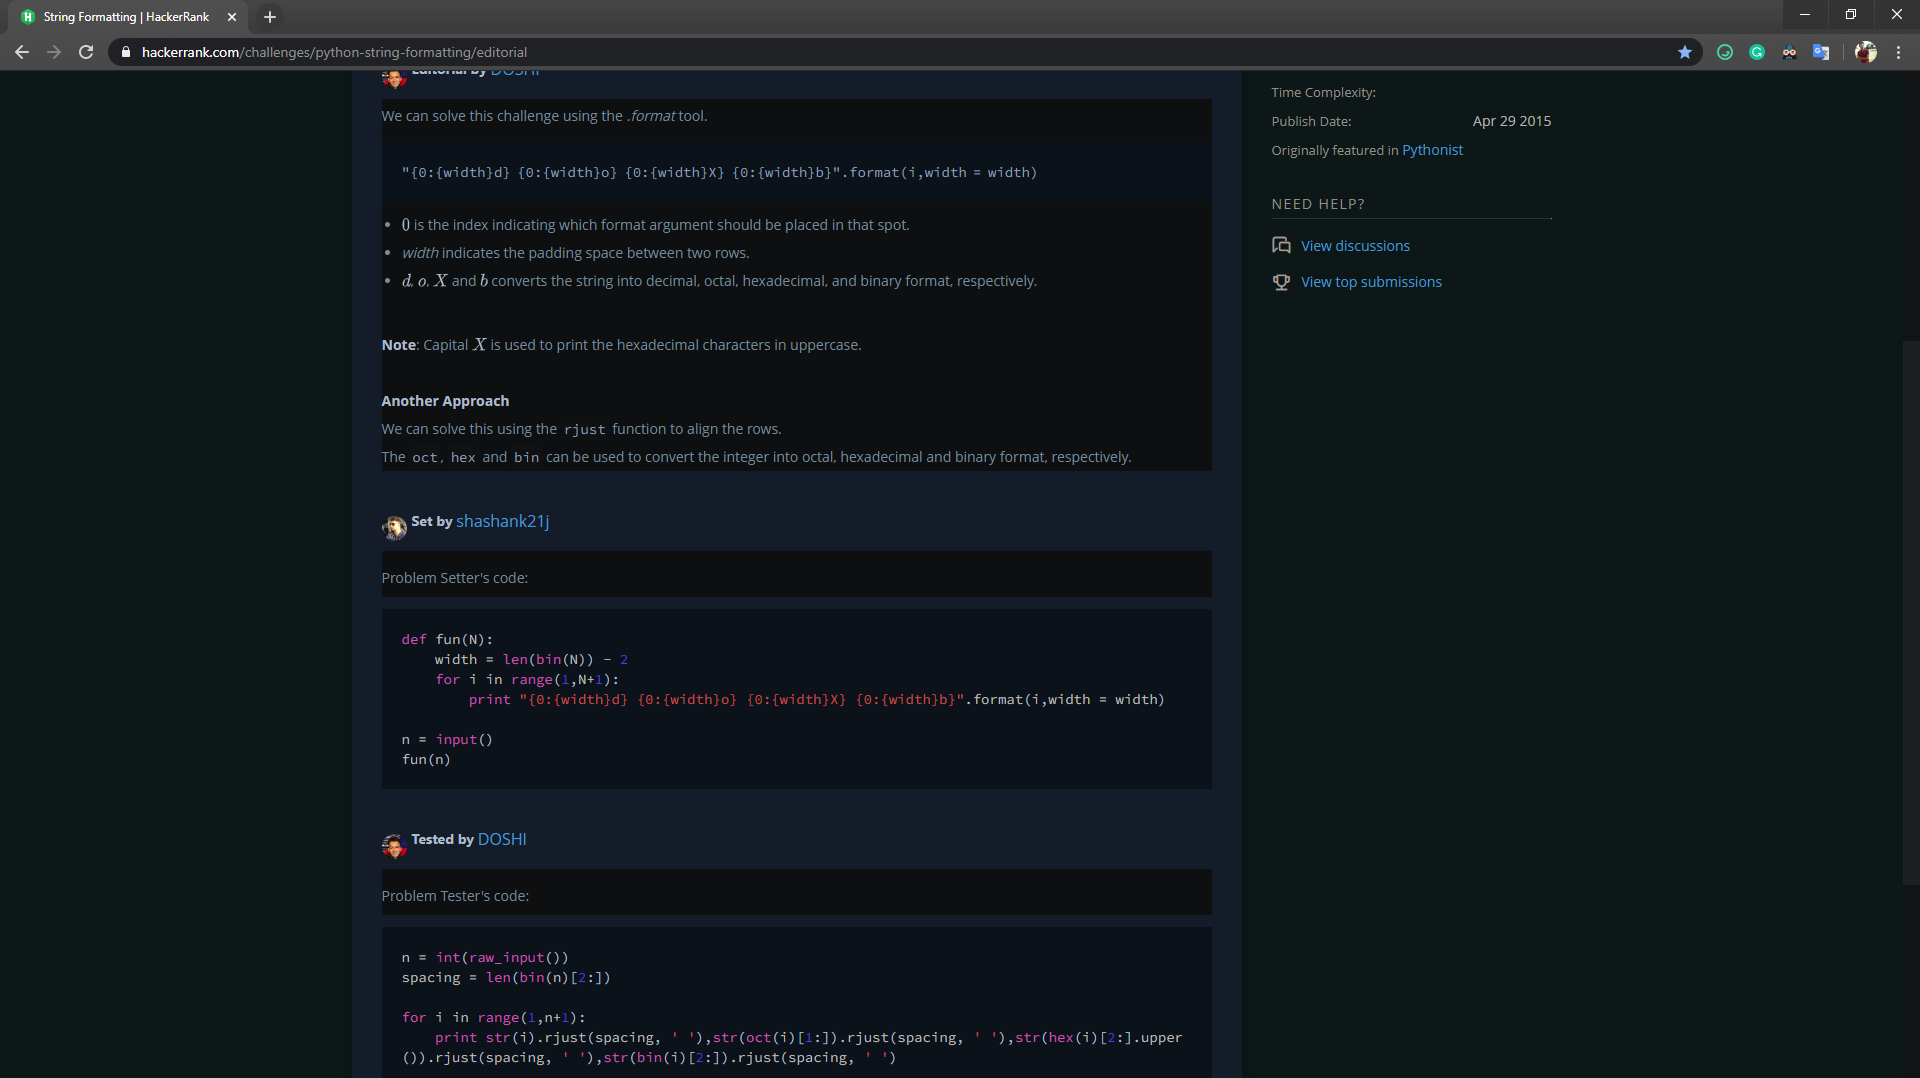 String Formatting | HackerRank
hackerrank.com/challenges/python-string-formatting/editorial
Editorial by DOSHI
We can solve this challenge using the .format tool.
"{0:{width}d} {0:{width}o} {0:{width}X} {0:{width}b}".format(i,width = width)
• 0 is the index indicating which format argument should be placed in that spot.
• width indicates the padding space between two rows.
• d, o, X and b converts the string into decimal, octal, hexadecimal, and binary format, respectively.
Note: Capital X is used to print the hexadecimal characters in uppercase.
Another Approach
We can solve this using the rjust function to align the rows.
The oct, hex and bin can be used to convert the integer into octal, hexadecimal and binary format, respectively.
Set by shashank21j
Problem Setter's code:
def fun(N):
    width = len(bin(N)) - 2
    for i in range(1,N+1):
        print "{0:{width}d} {0:{width}o} {0:{width}X} {0:{width}b}".format(i,width = width)
n = input()
fun(n)
Tested by DOSHI
Problem Tester's code:
n = int(raw_input())
spacing = len(bin(n)[2:])
for i in range(1,n+1):
    print str(i).rjust(spacing, ' '),str(oct(i)[1:]).rjust(spacing, ' '),str(hex(i)[2:].upper
()).rjust(spacing, ' '),str(bin(i)[2:]).rjust(spacing, ' ')
Time Complexity:
Publish Date: Apr 29 2015
Originally featured in Pythonist
NEED HELP?
View discussions
View top submissions